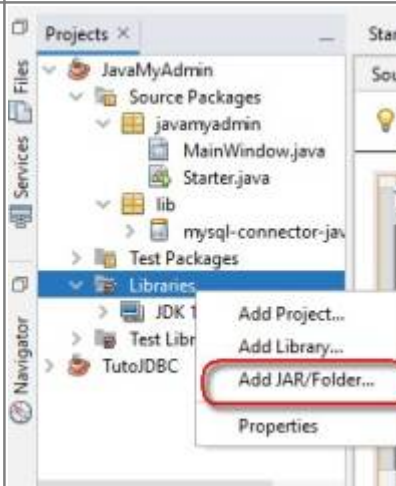 Projects
Star
Files
Services
Navigator
Sou
JavaMyAdmin
Source Packages
javamyadmin
MainWindow.java
Starter.java
lib
mysql-connector-jav
Test Packages
Libraries
JDK 1
Test Libr
TutoJDBC
Add Project...
Add Library...
Add JAR/Folder...
Properties